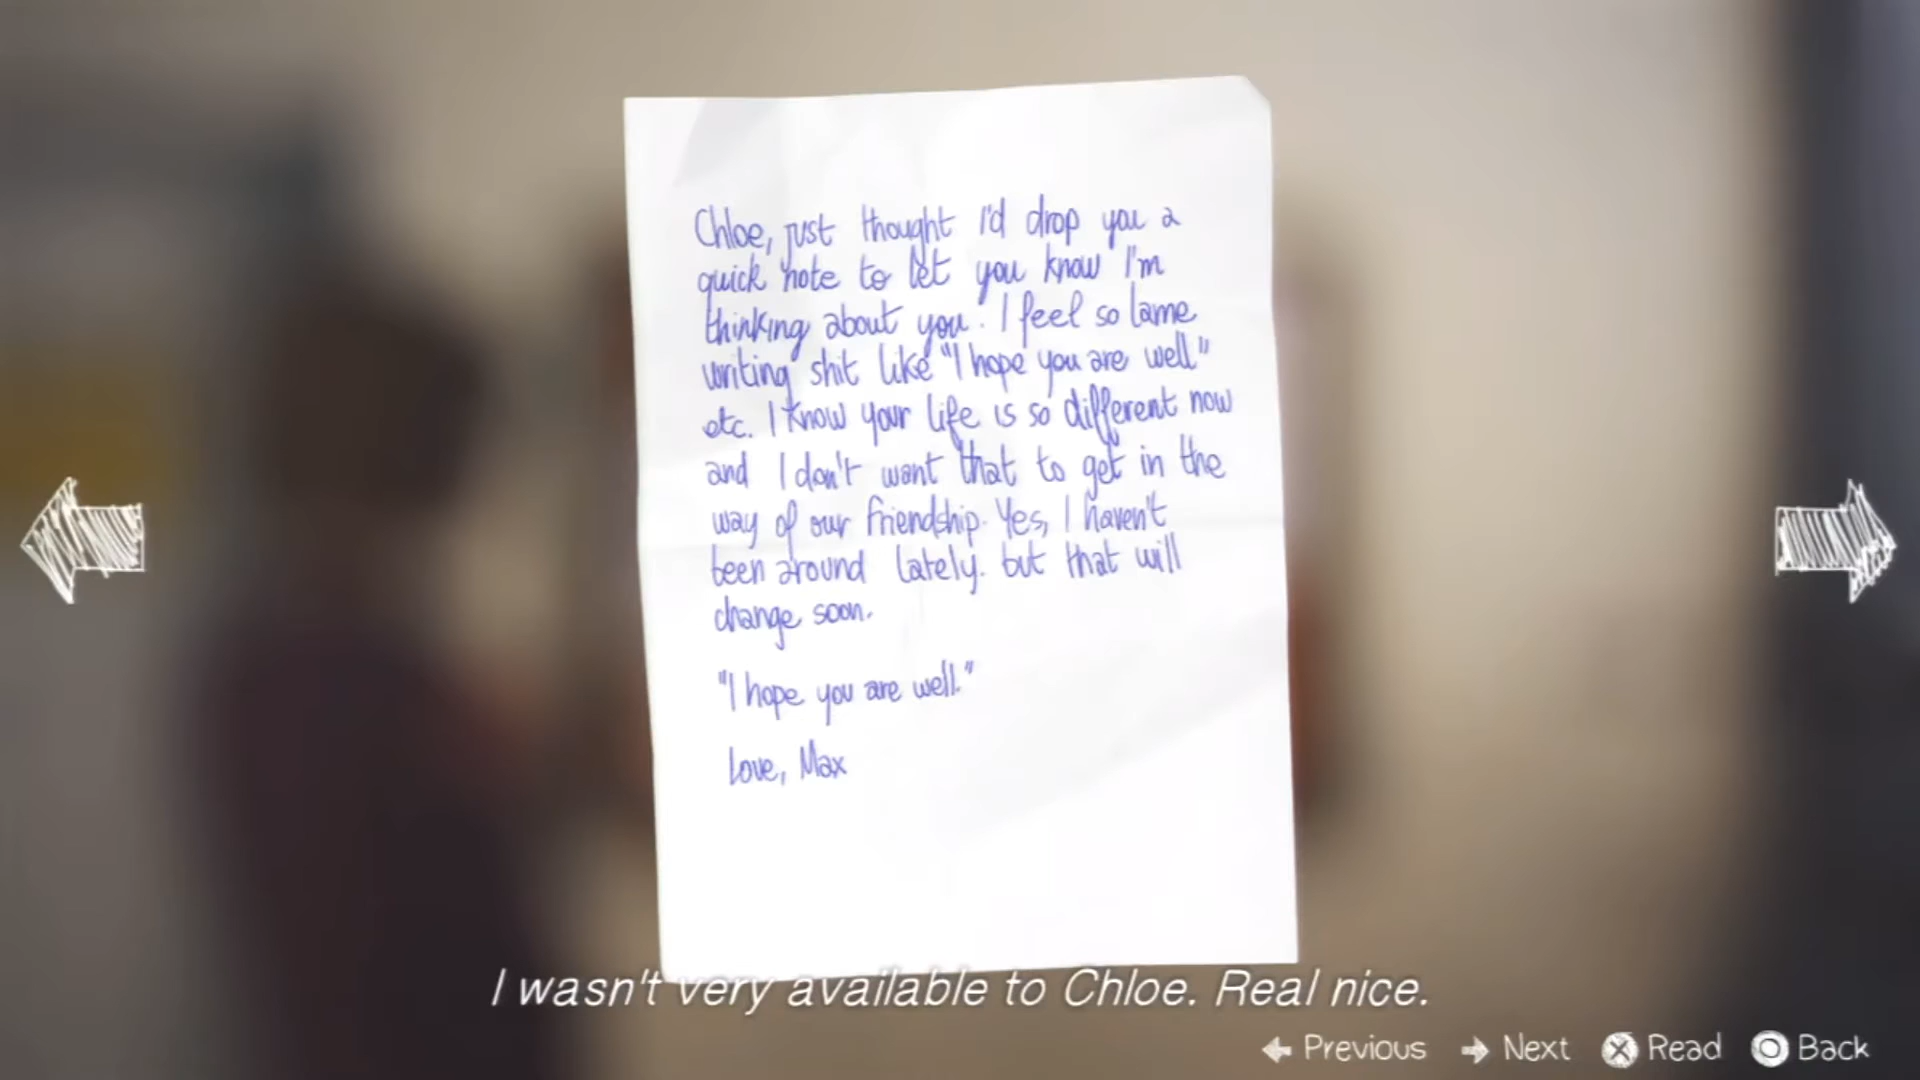 Chloe, just thought I'd drop you a
quick note to let you know I'm
thinking about you. I feel so lame
writing shit like "I hope you are well"
etc. I know your life is so different now
and I don't want that to get in the
way of our friendship. Yes, I haven't
been around lately. but that will
change soon.
"I hope you are well."
Love, Max
I wasn't very available to Chloe. Real nice.
Previous Next Read Back